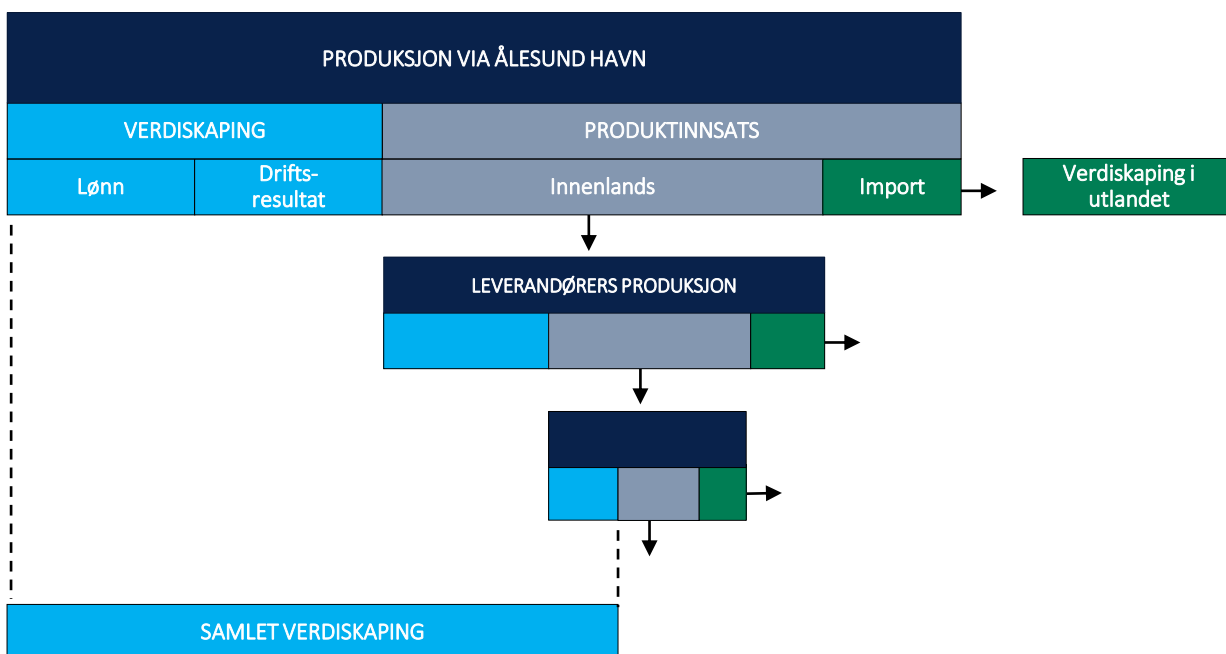 PRODUKSJON VIA ÅLESUND HAVN
VERDISKAPING
PRODUKTINNSATS
Lønn
Drifts-
resultat
Innenlands
Import
Verdiskaping i
utlandet
LEVERANDØRERS PRODUKSJON
SAMLET VERDISKAPING